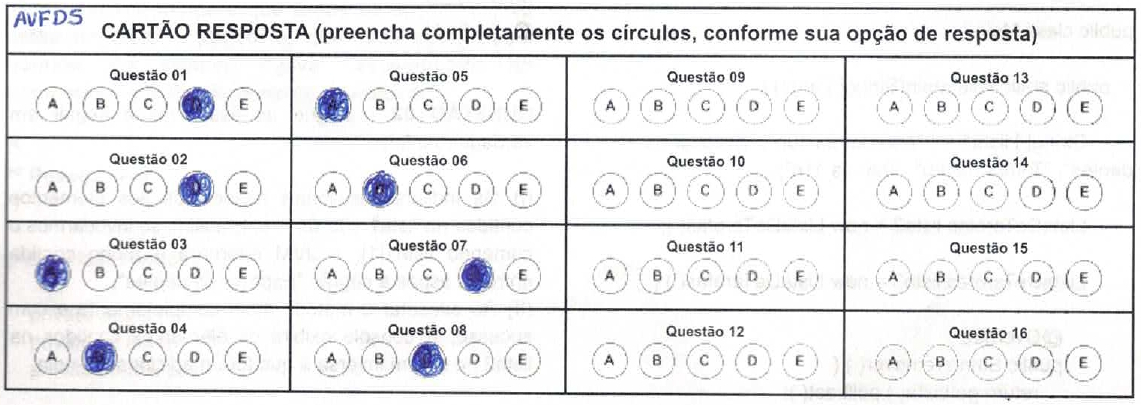 AVFDS
CARTÃO RESPOSTA (preencha completamente os círculos, conforme sua opção de resposta)
Questão 01
A B C D E
Questão 02
A B C D E
Questão 03
A B C D E
Questão 04
A B C D E
Questão 05
A B C D E
Questão 06
A B C D E
Questão 07
A B C D E
Questão 08
A B C D E
Questão 09
A B C D E
Questão 10
A B C D E
Questão 11
A B C D E
Questão 12
A B C D E
Questão 13
A B C D E
Questão 14
A B C D E
Questão 15
A B C D E
Questão 16
A B C D E